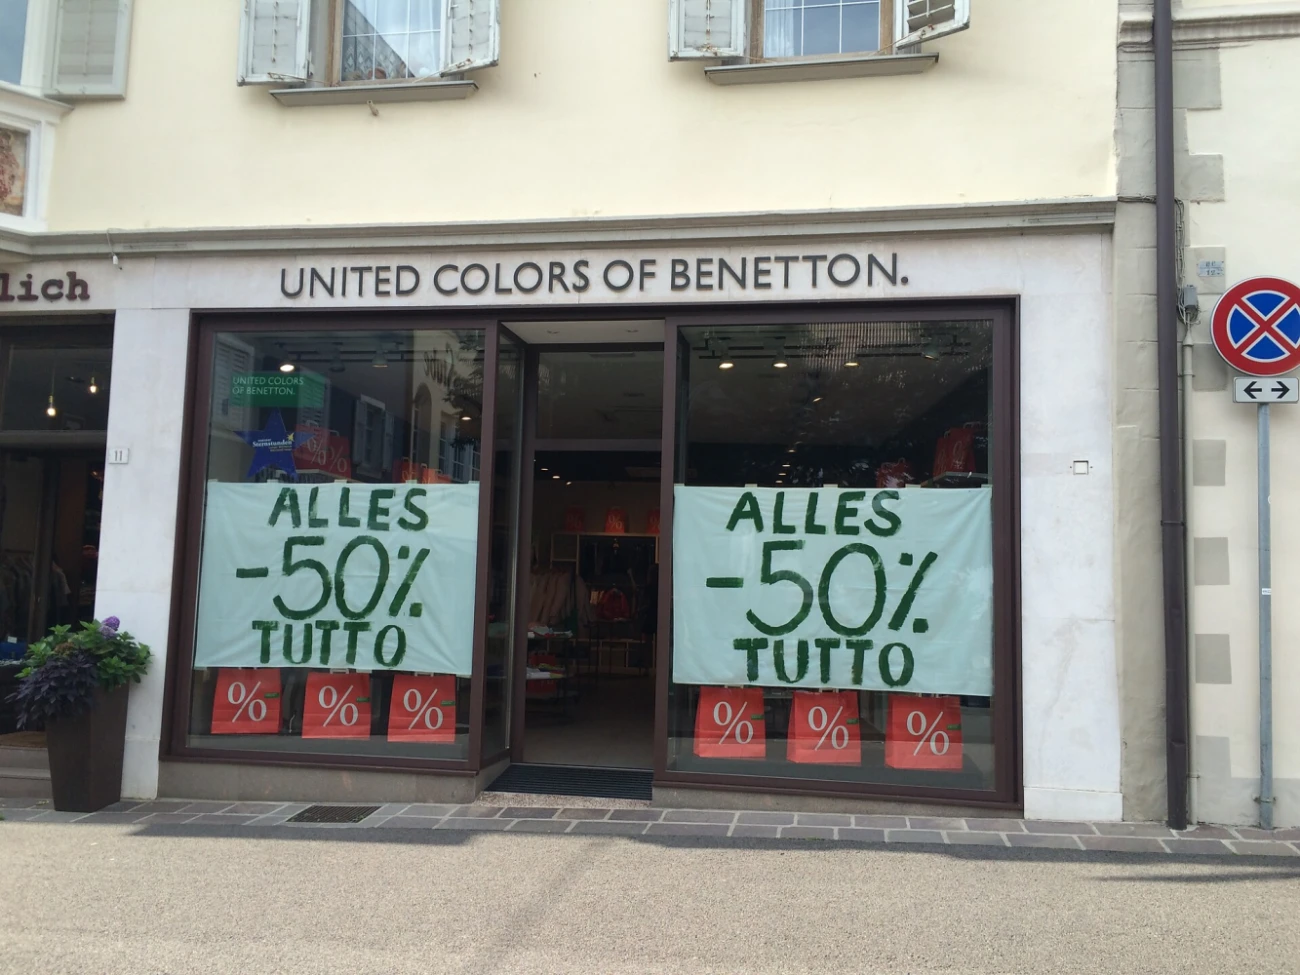 lich
UNITED COLORS OF BENETTON.
UNITED COLORS
OF BENETTON.
11
ALLES
-50%
TUTTO
% % %
ALLES
-50%
TUTTO
% % %